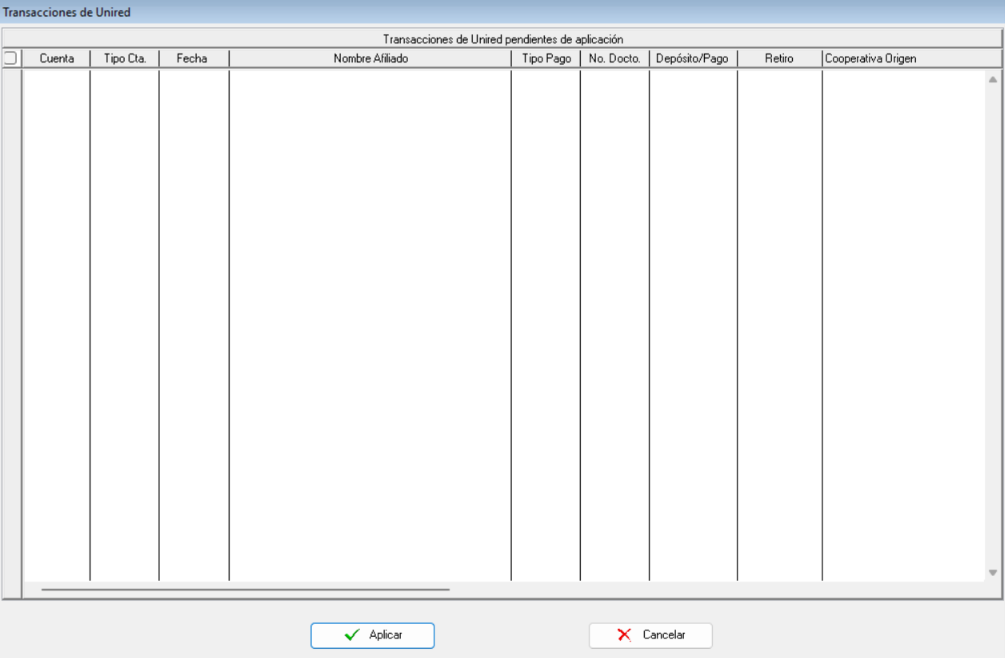 Transacciones de Unired
Transacciones de Unired pendientes de aplicación
Cuenta Tipo Cta. Fecha Nombre Afiliado Tipo Pago No. Docto. Depósito/Pago Retiro Cooperativa Origen
Aplicar Cancelar